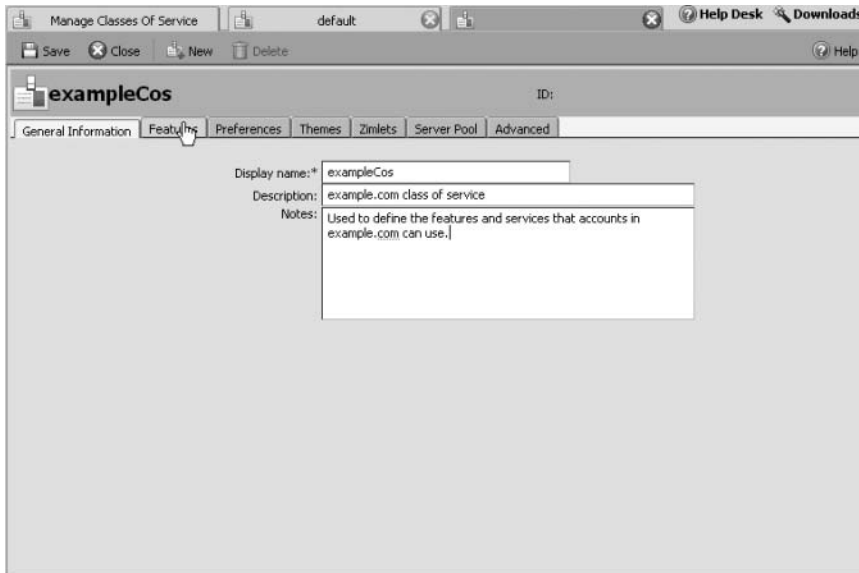 Manage Classes Of Service default Help Desk Downloads
Save Close New Delete Help
exampleCos ID:
General Information Features Preferences Themes Zimlets Server Pool Advanced
Display name:* exampleCos
Description: example.com class of service
Notes: Used to define the features and services that accounts in
example.com can use.